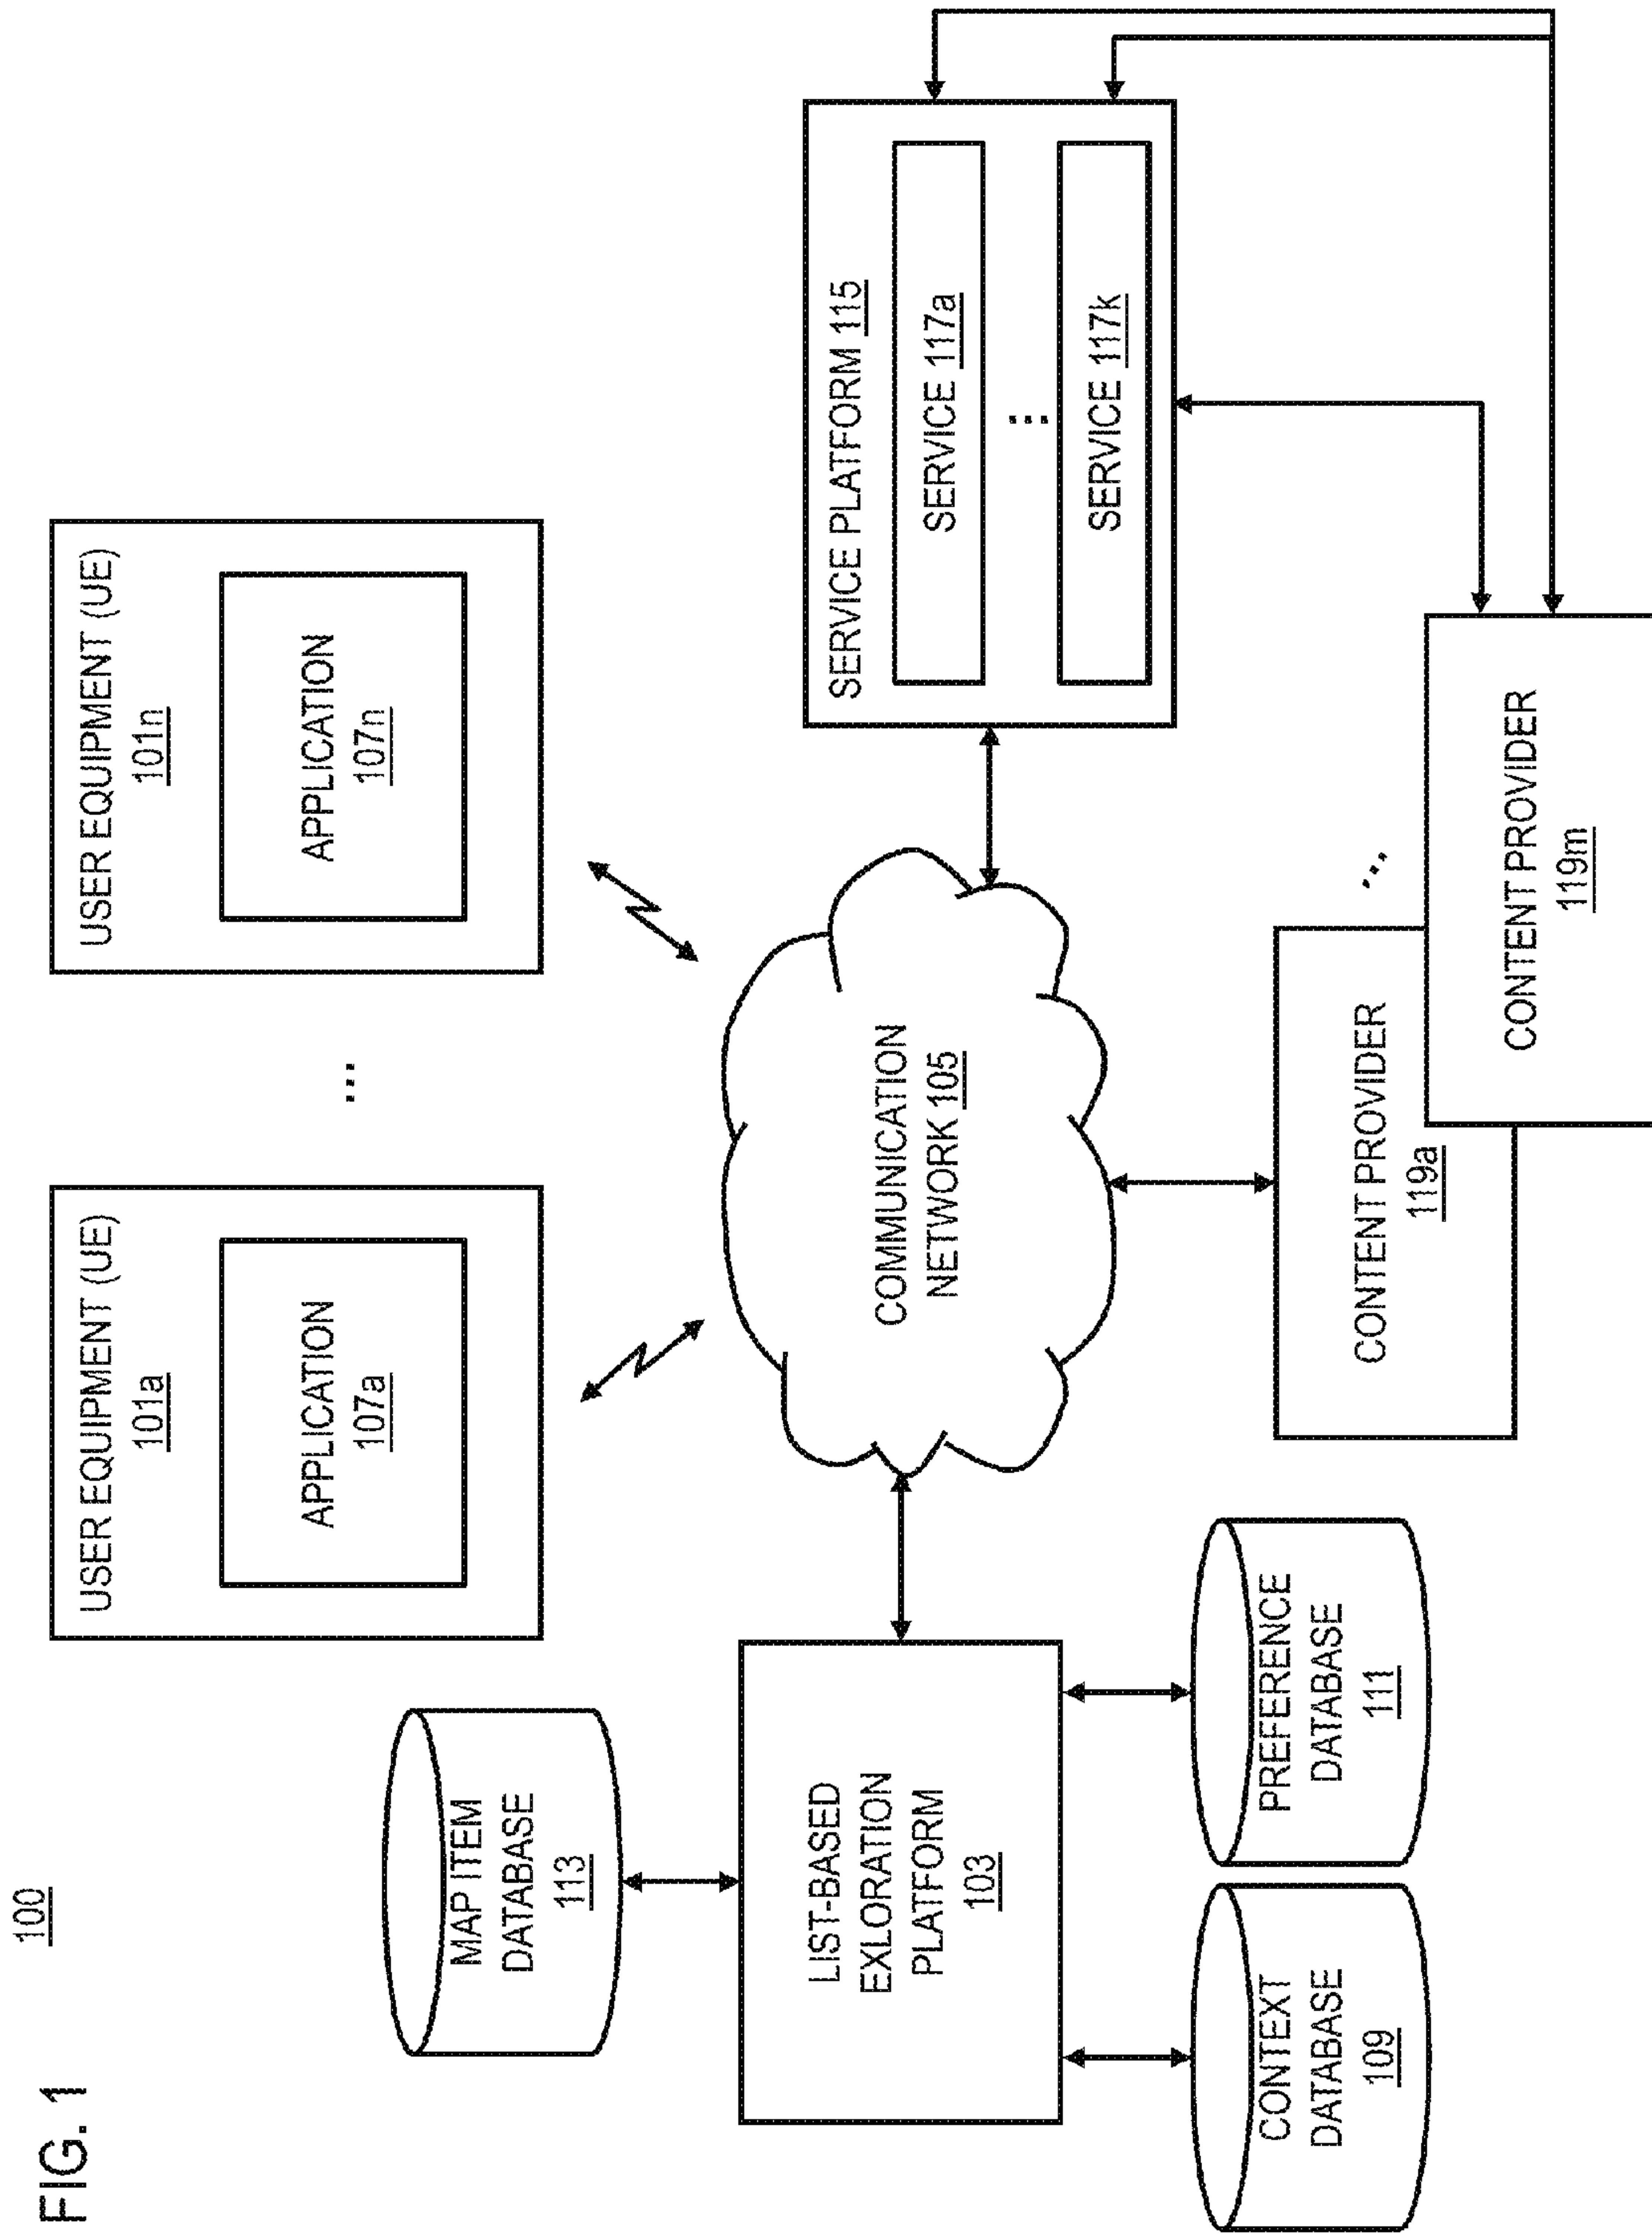 FIG. 1
100
USER EQUIPMENT (UE)
101a
APPLICATION
107a
...
USER EQUIPMENT (UE)
101n
APPLICATION
107n
MAP ITEM
DATABASE
113
LIST-BASED
EXLORATION
PLATFORM
103
COMMUNICATION
NETWORK 105
SERVICE PLATFORM 115
SERVICE 117a
...
SERVICE 117k
CONTEXT
DATABASE
109
PREFERENCE
DATABASE
111
CONTENT PROVIDER
119a
...
CONTENT PROVIDER
119m